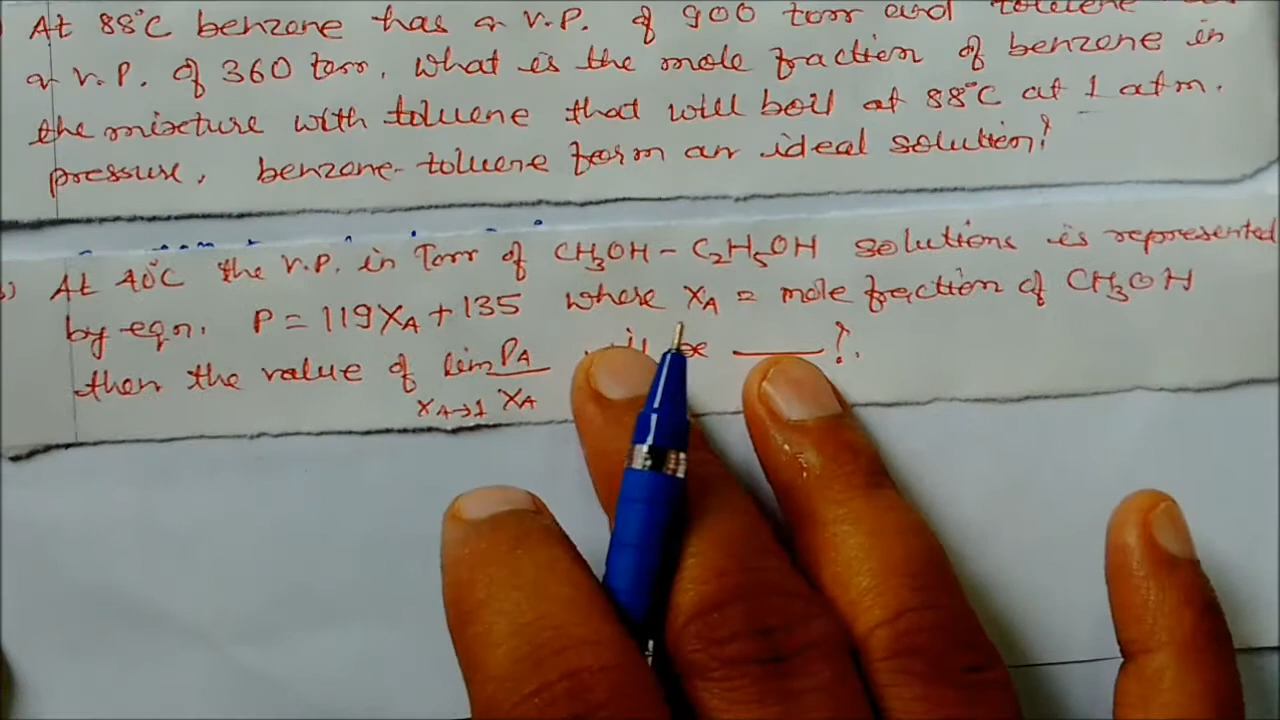 At 88°C benzene has a V.P. of 900 torr and toluene
a V.P. of 360 torr. What is the mole fraction of benzene in
the mixture with toluene that will boil at 88°C at 1 atm.
pressure, benzene-toluene form an ideal solution?
) At 40°C the V.P. in Torr of CH₃OH - C₂H₅OH solutions is represented
by eqn. P = 119XA + 135 where XA = mole fraction of CH₃OH
then the value of lim PA/XA ____ ?.
XA→1